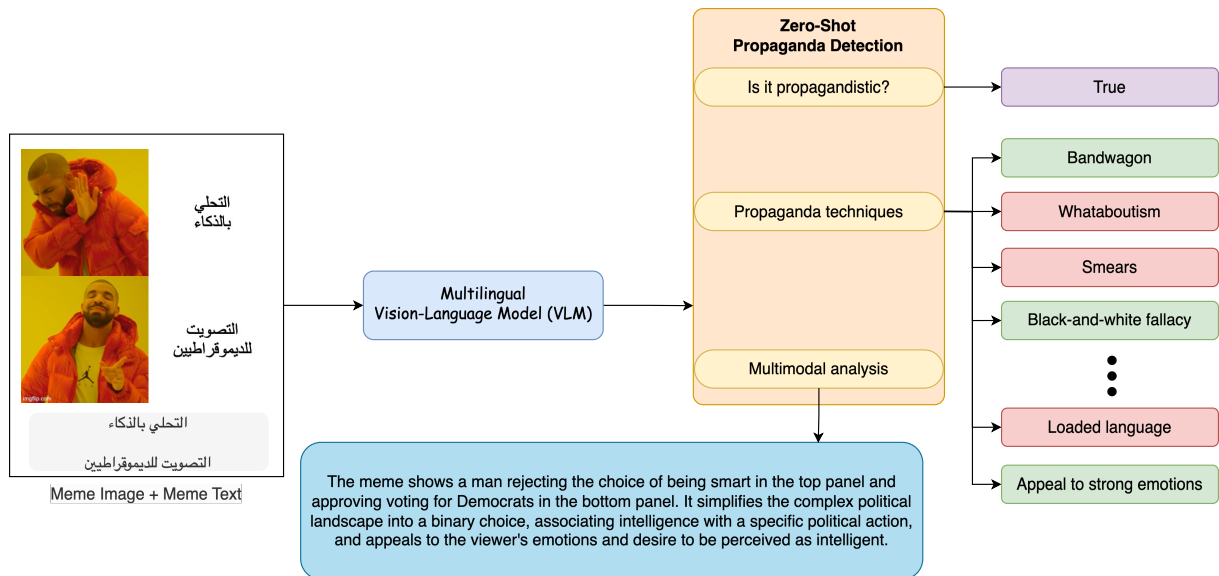 Zero-Shot
Propaganda Detection
Is it propagandistic?
True
Propaganda techniques
Bandwagon
Whataboutism
Smears
Black-and-white fallacy
Loaded language
Appeal to strong emotions
Multimodal analysis
التحلي
بالذكاء
التصويت
للديموقراطيين
imgflip.com
التحلي بالذكاء
التصويت للديموقراطيين
Meme Image + Meme Text
Multilingual
Vision-Language Model (VLM)
The meme shows a man rejecting the choice of being smart in the top panel and
approving voting for Democrats in the bottom panel. It simplifies the complex political
landscape into a binary choice, associating intelligence with a specific political action,
and appeals to the viewer's emotions and desire to be perceived as intelligent.